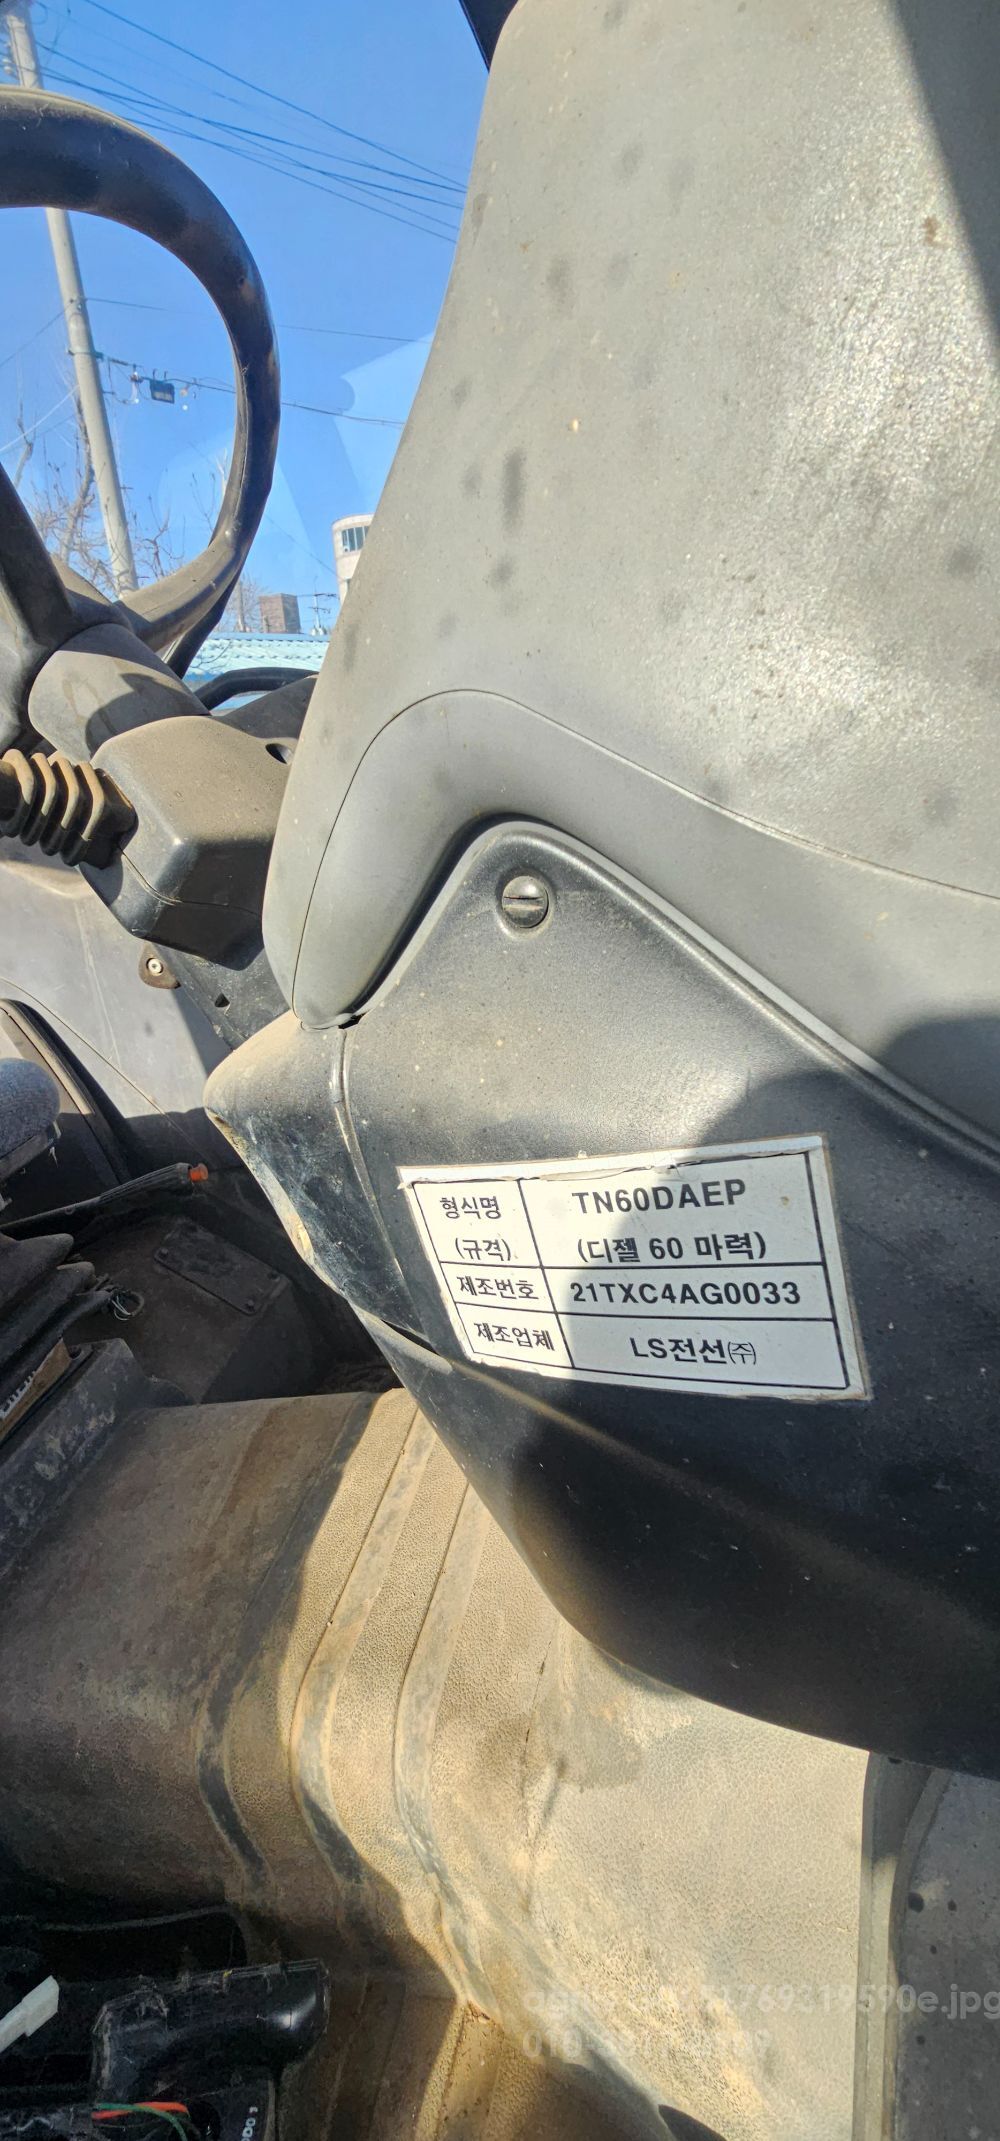 형식명 TN60DAEP
(규격) (디젤 60 마력)
제조번호 21TXC4AG0033
제조업체 LS전선㈜